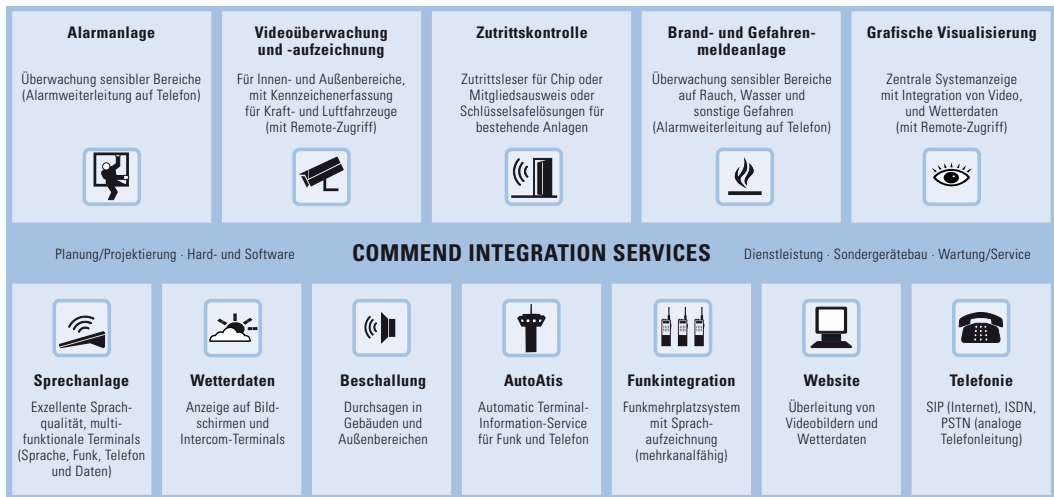 Alarmanlage
Überwachung sensibler Bereiche
(Alarmweiterleitung auf Telefon)
Videoüberwachung
und -aufzeichnung
Für Innen- und Außenbereiche,
mit Kennzeichenerfassung
für Kraft- und Luftfahrzeuge
(mit Remote-Zugriff)
Zutrittskontrolle
Zutrittsleser für Chip oder
Mitgliedsausweis oder
Schlüsselsafelösungen für
bestehende Anlagen
Brand- und Gefahren-
meldeanlage
Überwachung sensibler Bereiche
auf Rauch, Wasser und
sonstige Gefahren
(Alarmweiterleitung auf Telefon)
Grafische Visualisierung
Zentrale Systemanzeige
mit Integration von Video,
und Wetterdaten
(mit Remote-Zugriff)
Planung/Projektierung · Hard- und Software
COMMEND INTEGRATION SERVICES
Dienstleistung · Sondergerätebau · Wartung/Service
Sprechanlage
Exzellente Sprach-
qualität, multi-
funktionale Terminals
(Sprache, Funk, Telefon
und Daten)
Wetterdaten
Anzeige auf Bild-
schirmen und
Intercom-Terminals
Beschallung
Durchsagen in
Gebäuden und
Außenbereichen
AutoAtis
Automatic Terminal-
Information-Service
für Funk und Telefon
Funkintegration
Funkmehrplatzsystem
mit Sprach-
aufzeichnung
(mehrkanalfähig)
Website
Überleitung von
Videobildern und
Wetterdaten
Telefonie
SIP (Internet), ISDN,
PSTN (analoge
Telefonleitung)